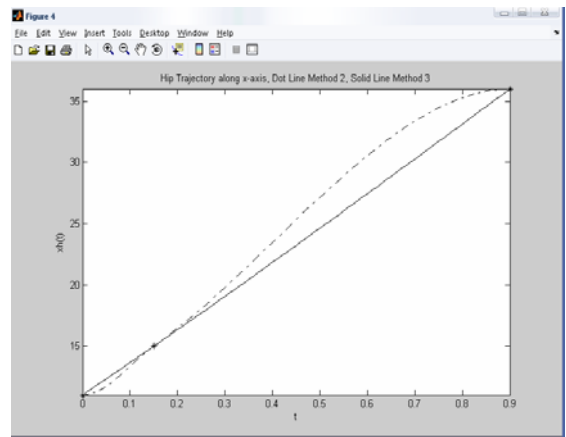 Figure 4
File Edit View Insert Tools Desktop Window Help
Hip Trajectory along x-axis, Dot Line Method 2, Solid Line Method 3
35
30
25
20
15
xh(t)
0 0.1 0.2 0.3 0.4 0.5 0.6 0.7 0.8 0.9
t